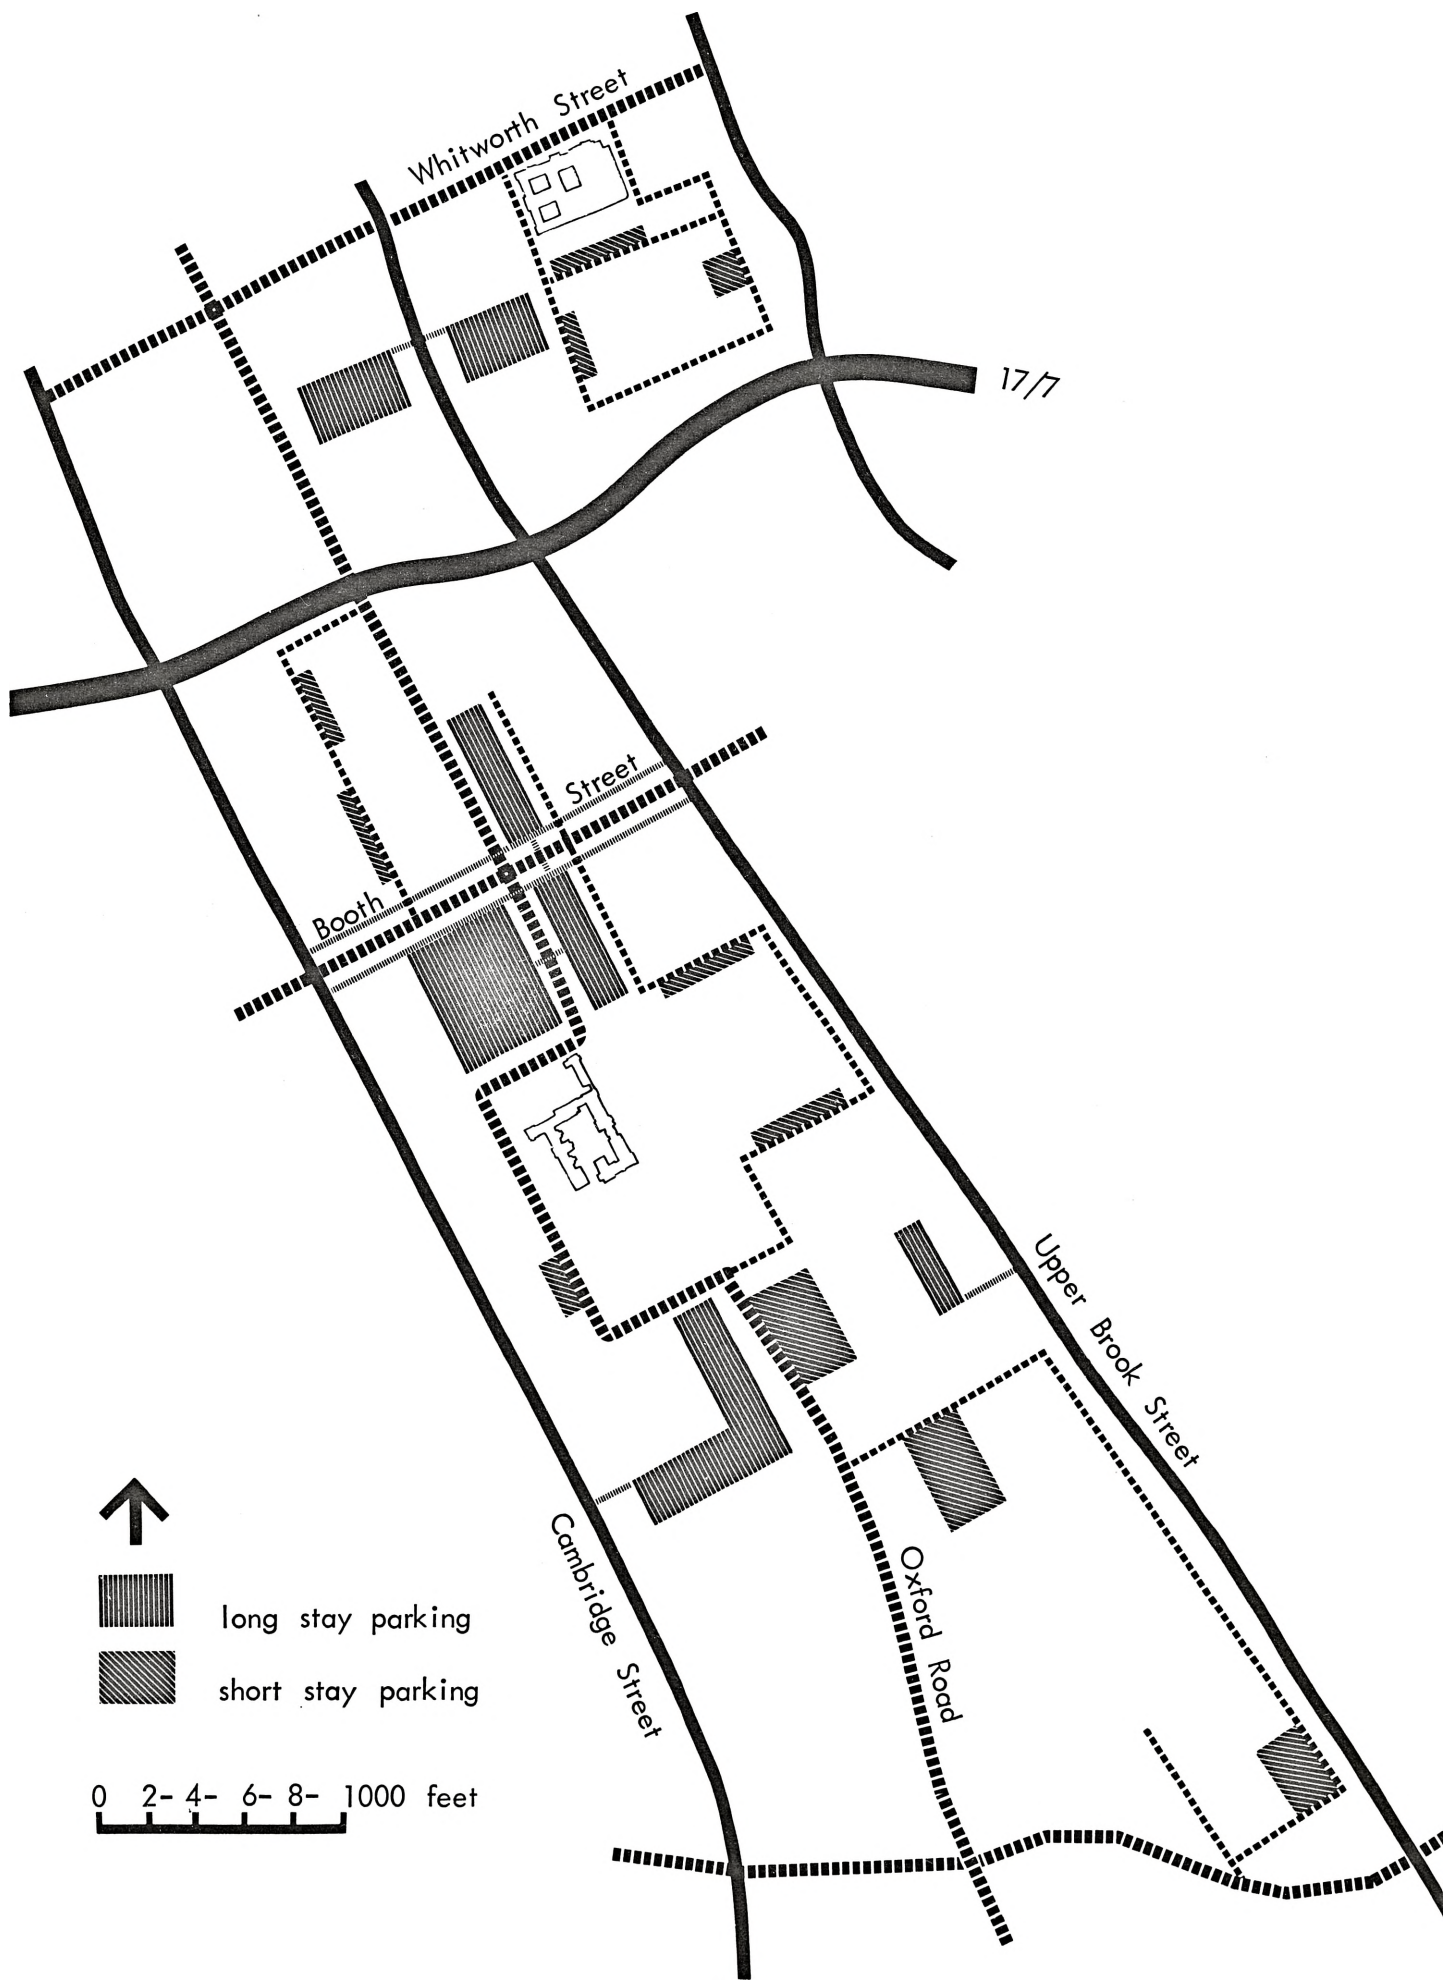 Whitworth Street
17/7
Booth Street
Upper Brook Street
Cambridge Street
Oxford Road
long stay parking
short stay parking
0 2- 4- 6- 8- 1000 feet